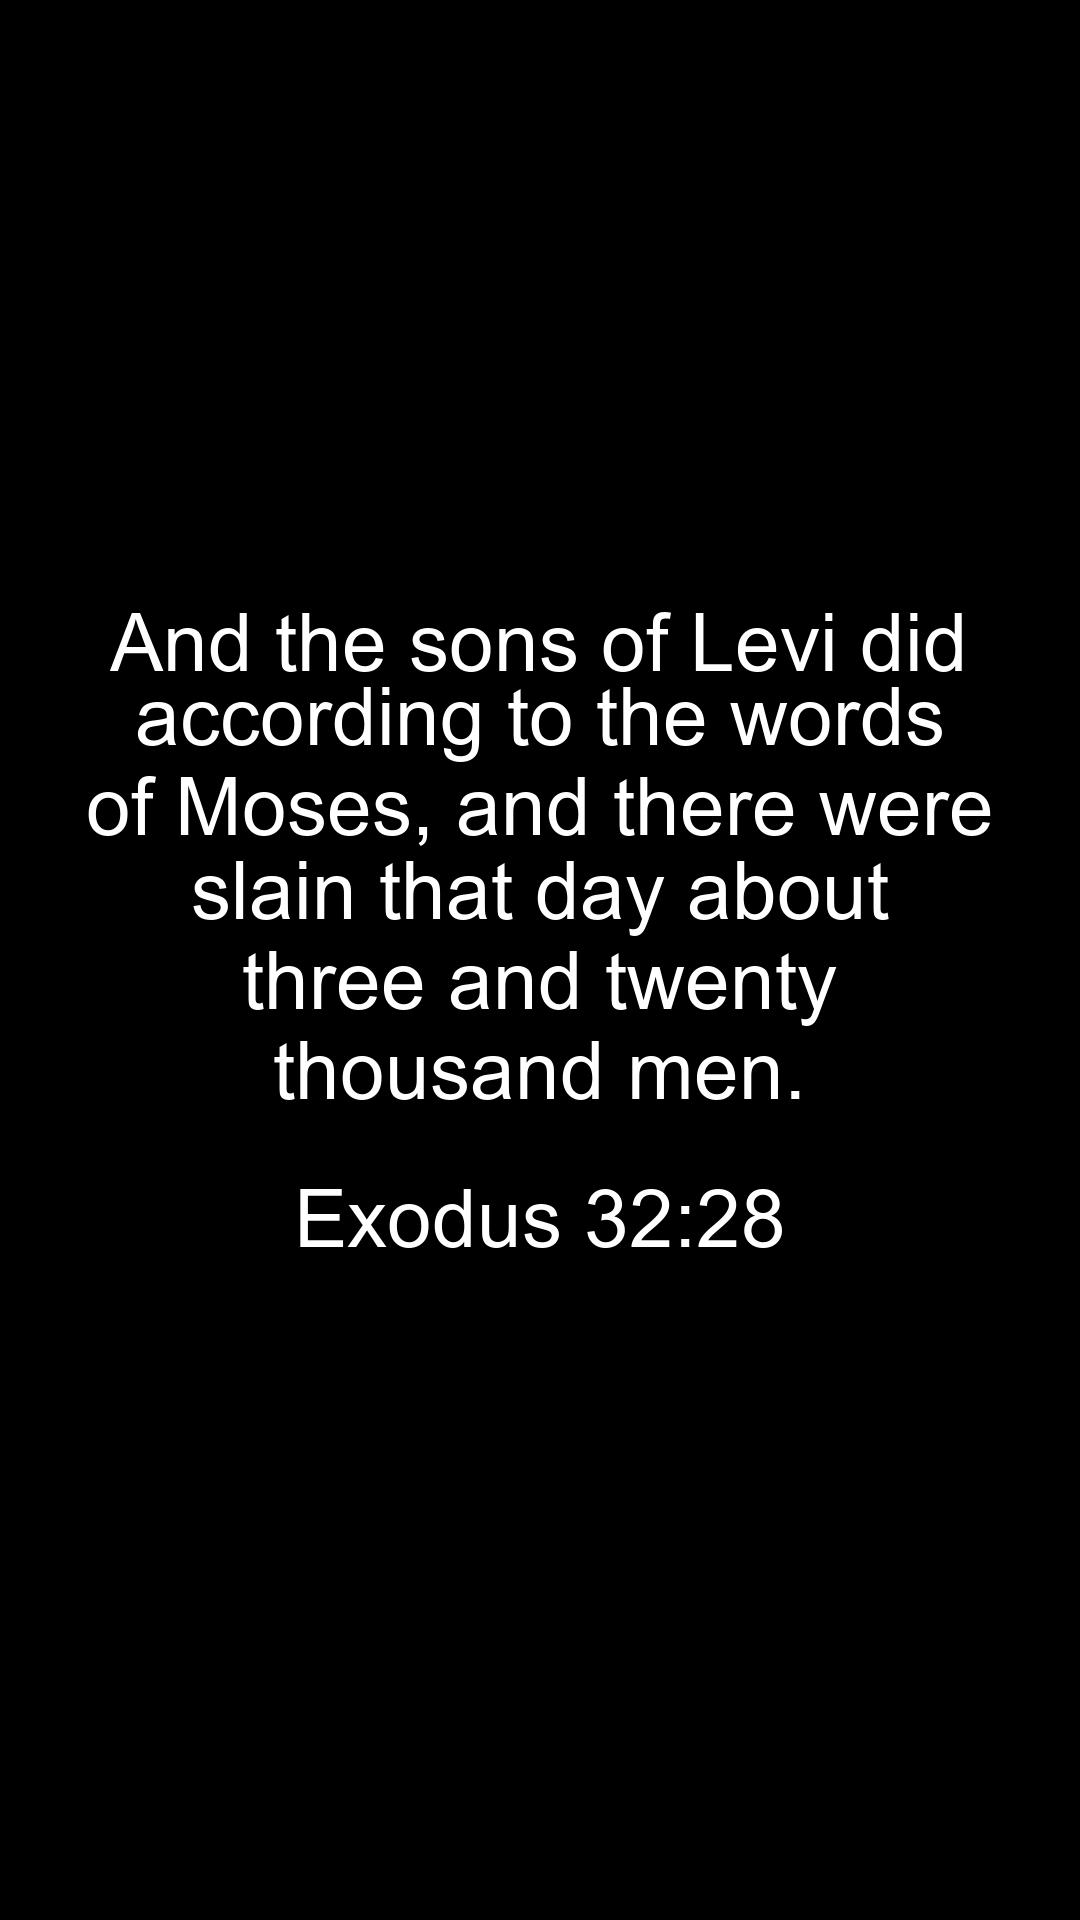 And the sons of Levi did
according to the words
of Moses, and there were
slain that day about
three and twenty
thousand men.
Exodus 32:28